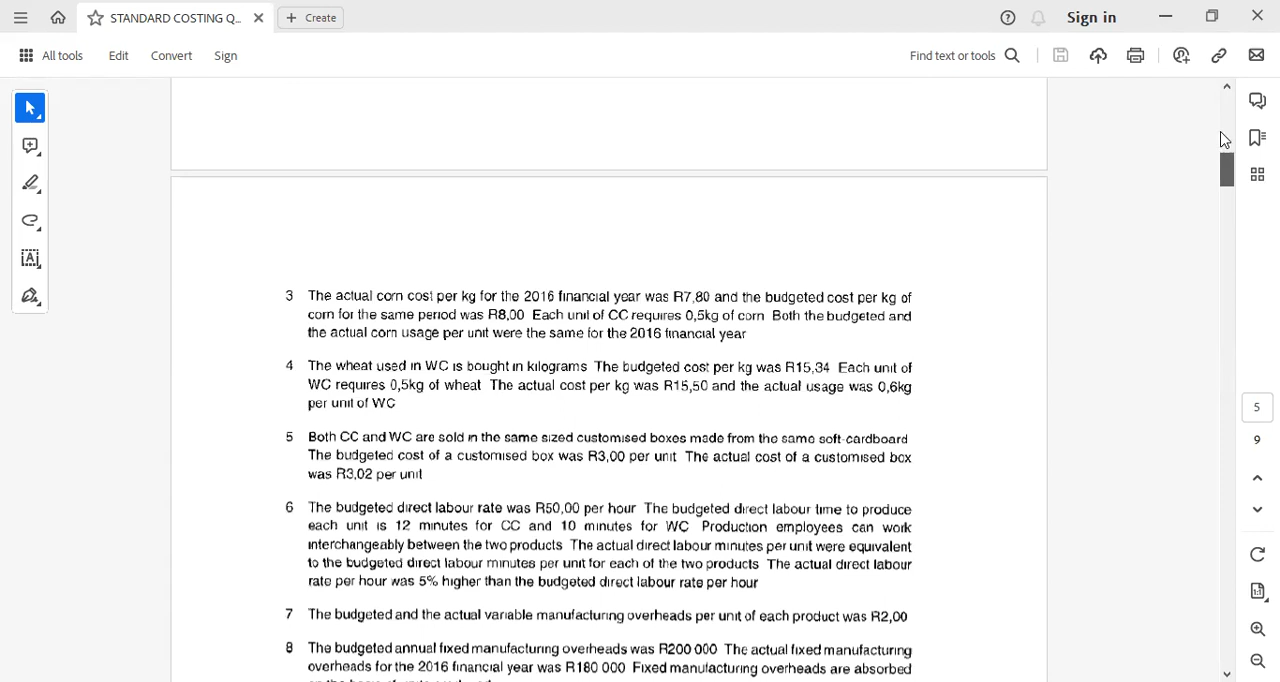 STANDARD COSTING Q...
Create
Sign in
All tools
Edit
Convert
Sign
Find text or tools
3 The actual corn cost per kg for the 2016 financial year was R7,80 and the budgeted cost per kg of
corn for the same period was R8,00 Each unit of CC requires 0,5kg of corn Both the budgeted and
the actual corn usage per unit were the same for the 2016 financial year
4 The wheat used in WC is bought in kilograms The budgeted cost per kg was R15,34 Each unit of
WC requires 0,5kg of wheat The actual cost per kg was R15,50 and the actual usage was 0,6kg
per unit of WC
5 Both CC and WC are sold in the same sized customised boxes made from the same soft-cardboard
The budgeted cost of a customised box was R3,00 per unit The actual cost of a customised box
was R3,02 per unit
6 The budgeted direct labour rate was R50,00 per hour The budgeted direct labour time to produce
each unit is 12 minutes for CC and 10 minutes for WC Production employees can work
interchangeably between the two products The actual direct labour minutes per unit were equivalent
to the budgeted direct labour minutes per unit for each of the two products The actual direct labour
rate per hour was 5% higher than the budgeted direct labour rate per hour
7 The budgeted and the actual variable manufacturing overheads per unit of each product was R2,00
8 The budgeted annual fixed manufacturing overheads was R200 000 The actual fixed manufacturing
overheads for the 2016 financial year was R180 000 Fixed manufacturing overheads are absorbed
5
9